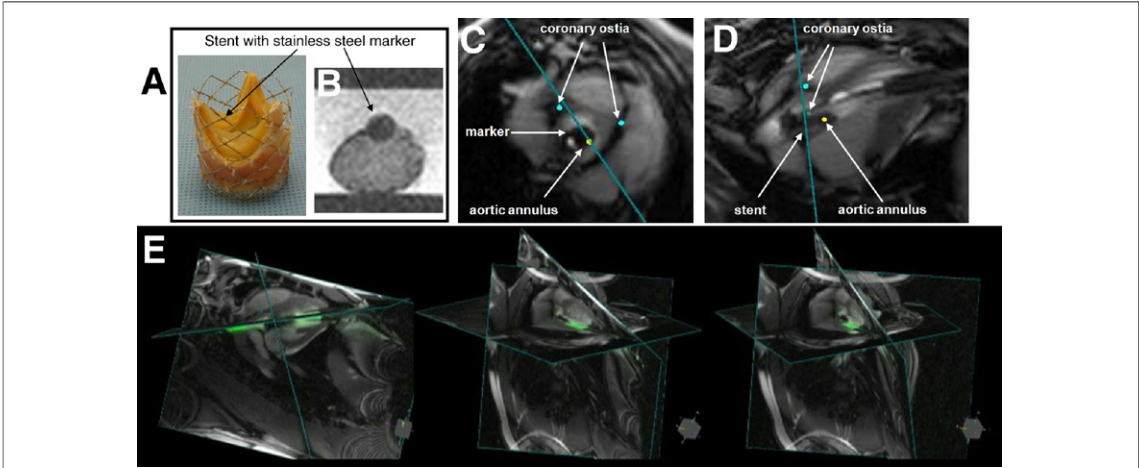 Stent with stainless steel marker
A
B
C
coronary ostia
marker
aortic annulus
D
coronary ostia
stent
aortic annulus
E